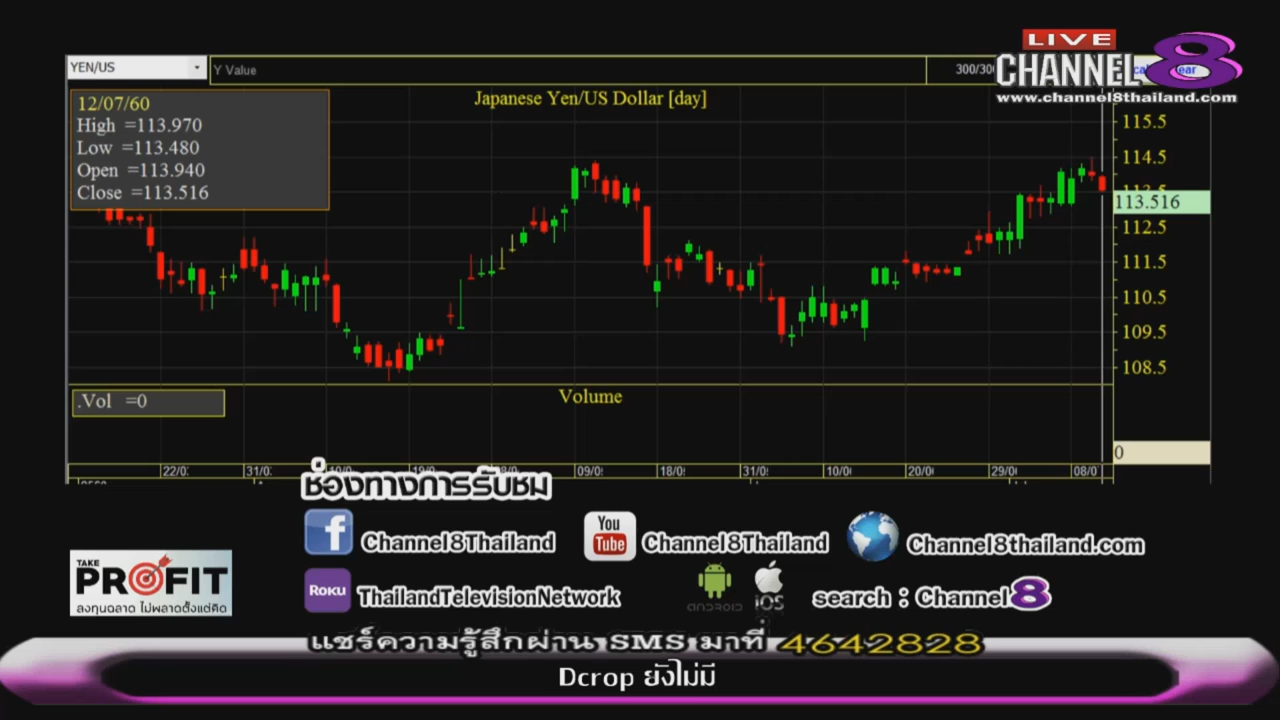 LIVE
CHANNEL 8
www.channel8thailand.com
YEN/US
Y Value
300/300
12/07/60
High =113.970
Low =113.480
Open =113.940
Close =113.516
Japanese Yen/US Dollar [day]
115.5
114.5
113.5
113.516
112.5
111.5
110.5
109.5
108.5
.Vol =0
Volume
0
22/0
31/0
09/0
18/0
31/0
10/0
20/0
29/0
08/0
ช่องทางการรับชม
f Channel8Thailand
You Tube Channel8Thailand
Channel8thailand.com
TAKE
PROFIT
ลงทุนฉลาด ไม่พลาดตั้งแต่คิด
ROKU ThailandTelevisionNetwork
ANDROID
iOS
search : Channel 8
แชร์ความรู้สึกผ่าน SMS มาที่ 4642828
Dcrop ยังไม่มี